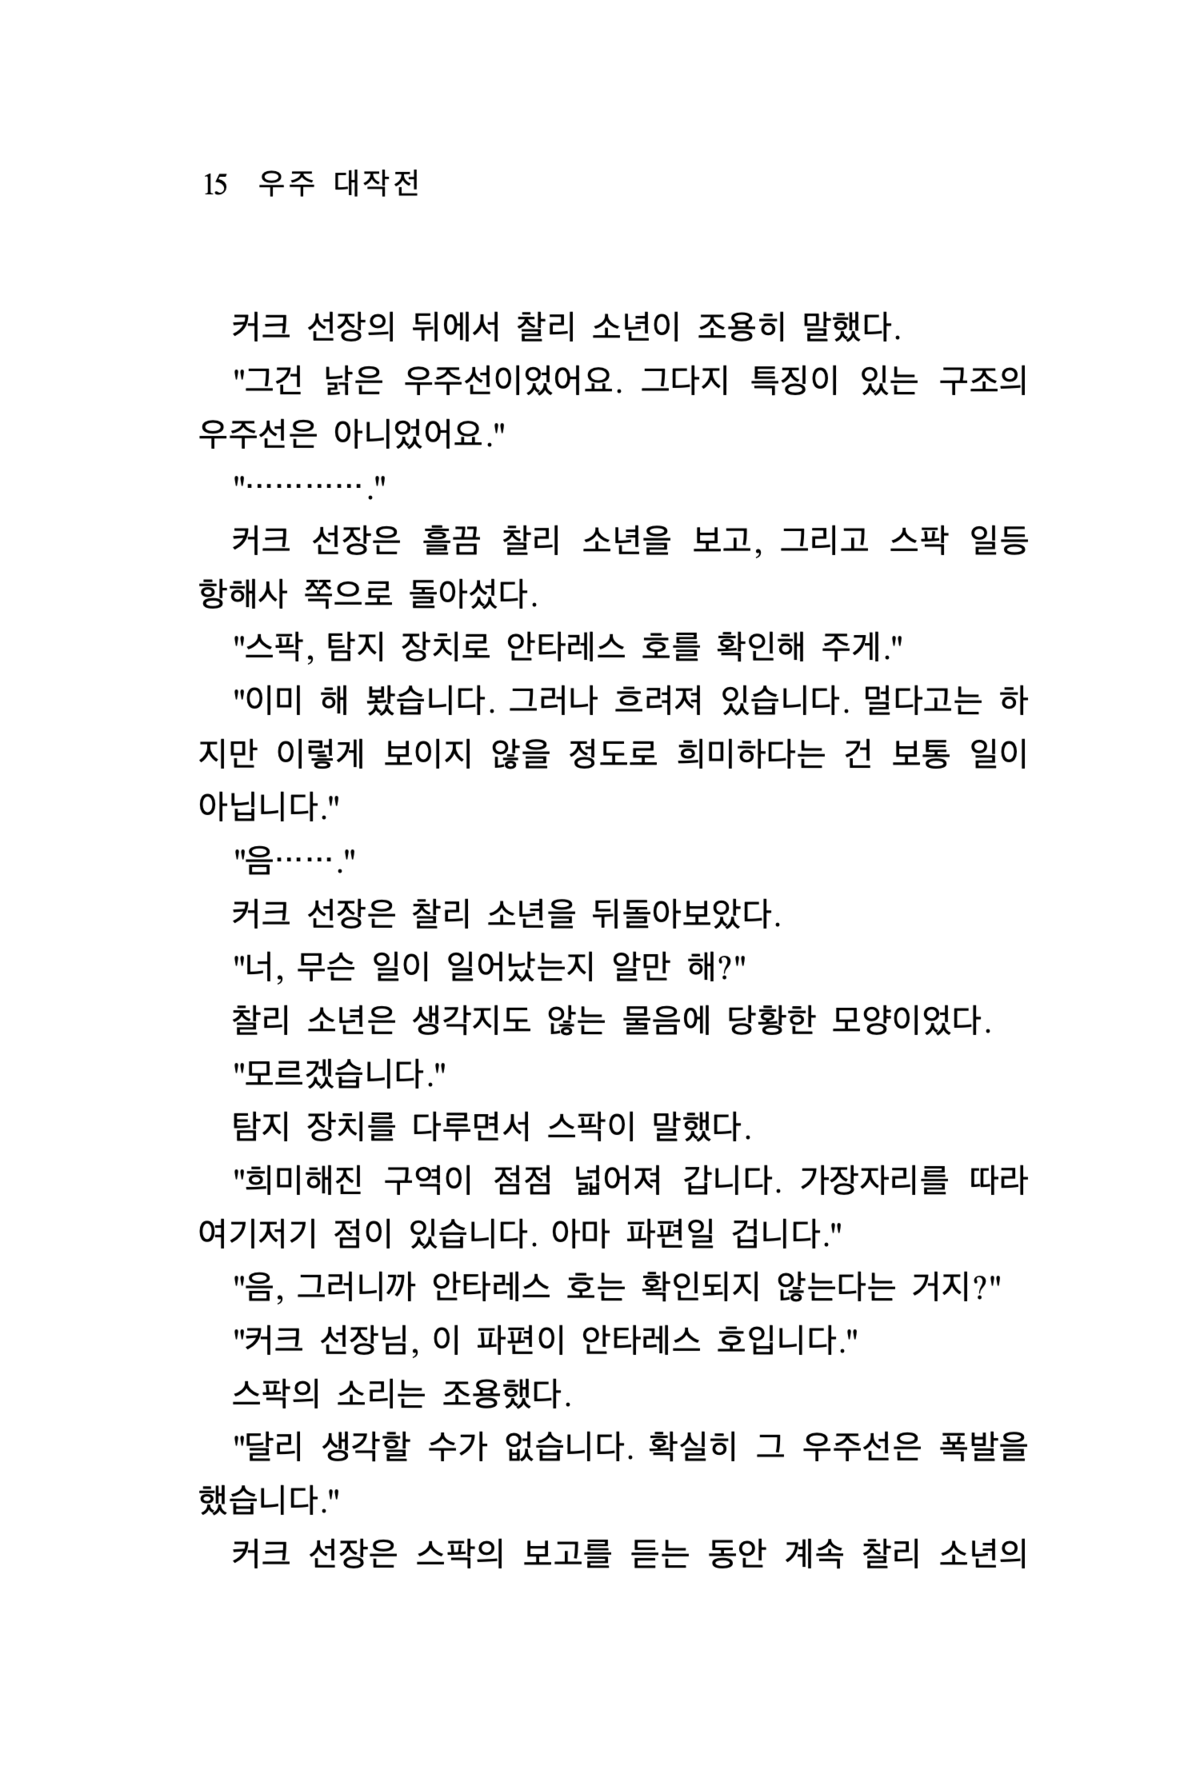 15 우주 대작전
커크 선장의 뒤에서 찰리 소년이 조용히 말했다.
"그건 낡은 우주선이었어요. 그다지 특징이 있는 구조의
우주선은 아니었어요."
"…………."
커크 선장은 흘끔 찰리 소년을 보고, 그리고 스팍 일등
항해사 쪽으로 돌아섰다.
"스팍, 탐지 장치로 안타레스 호를 확인해 주게."
"이미 해 봤습니다. 그러나 흐려져 있습니다. 멀다고는 하
지만 이렇게 보이지 않을 정도로 희미하다는 건 보통 일이
아닙니다."
"음……."
커크 선장은 찰리 소년을 뒤돌아보았다.
"너, 무슨 일이 일어났는지 알만 해?"
찰리 소년은 생각지도 않는 물음에 당황한 모양이었다.
"모르겠습니다."
탐지 장치를 다루면서 스팍이 말했다.
"희미해진 구역이 점점 넓어져 갑니다. 가장자리를 따라
여기저기 점이 있습니다. 아마 파편일 겁니다."
"음, 그러니까 안타레스 호는 확인되지 않는다는 거지?"
"커크 선장님, 이 파편이 안타레스 호입니다."
스팍의 소리는 조용했다.
"달리 생각할 수가 없습니다. 확실히 그 우주선은 폭발을
했습니다."
커크 선장은 스팍의 보고를 듣는 동안 계속 찰리 소년의